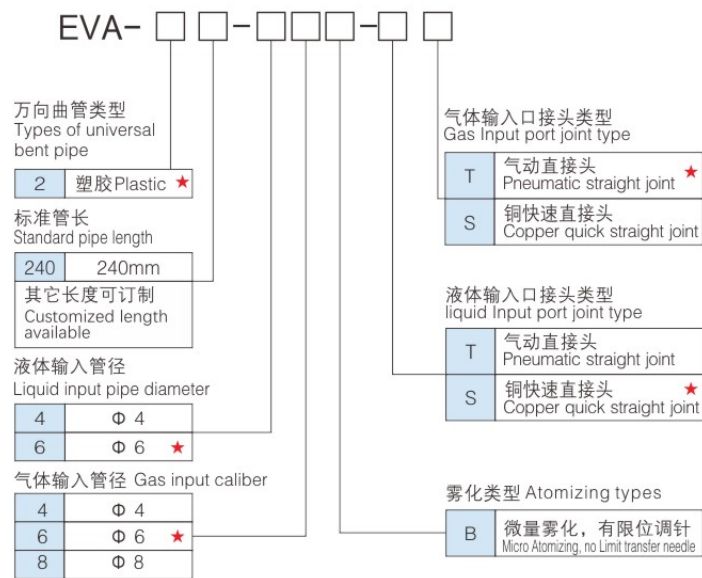 EVA- □ □ - □ □ □ - □ □
万向曲管类型
Types of universal
bent pipe
2 塑胶Plastic ★
标准管长
Standard pipe length
240 240mm
其它长度可订制
Customized length
available
液体输入管径
Liquid input pipe diameter
4 Φ 4
6 Φ 6 ★
气体输入管径 Gas input caliber
4 Φ 4
6 Φ 6 ★
8 Φ 8
气体输入口接头类型
Gas Input port joint type
T 气动直接头 ★
Pneumatic straight joint
S 铜快速直接头
Copper quick straight joint
液体输入口接头类型
liquid Input port joint type
T 气动直接头
Pneumatic straight joint
S 铜快速直接头 ★
Copper quick straight joint
雾化类型 Atomizing types
B 微量雾化，有限位调针
Micro Atomizing, no Limit transfer needle